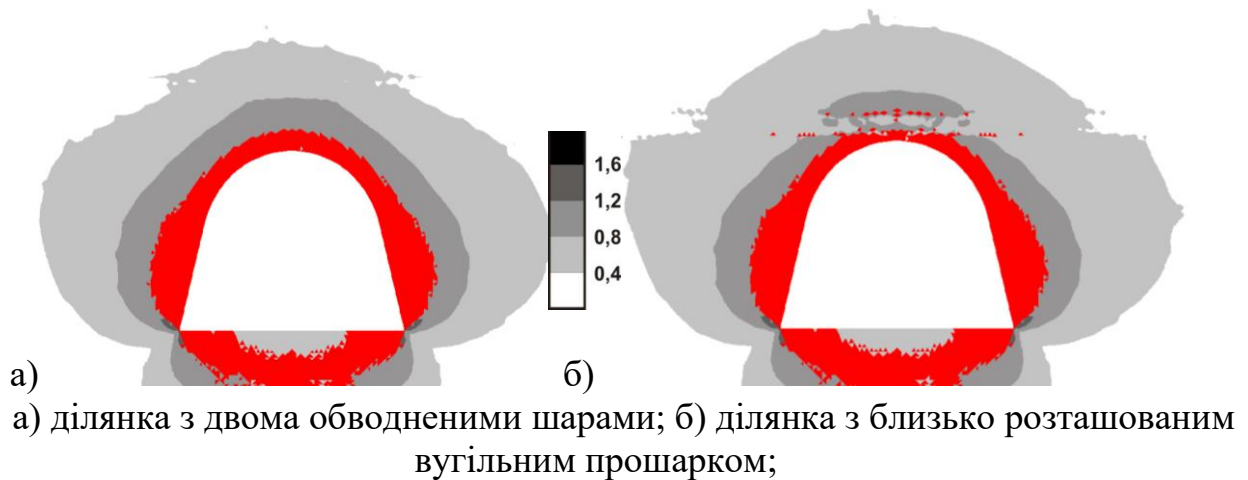 1,6
1,2
0,8
0,4
а) б)
а) ділянка з двома обводненими шарами; б) ділянка з близько розташованим
вугільним прошарком;